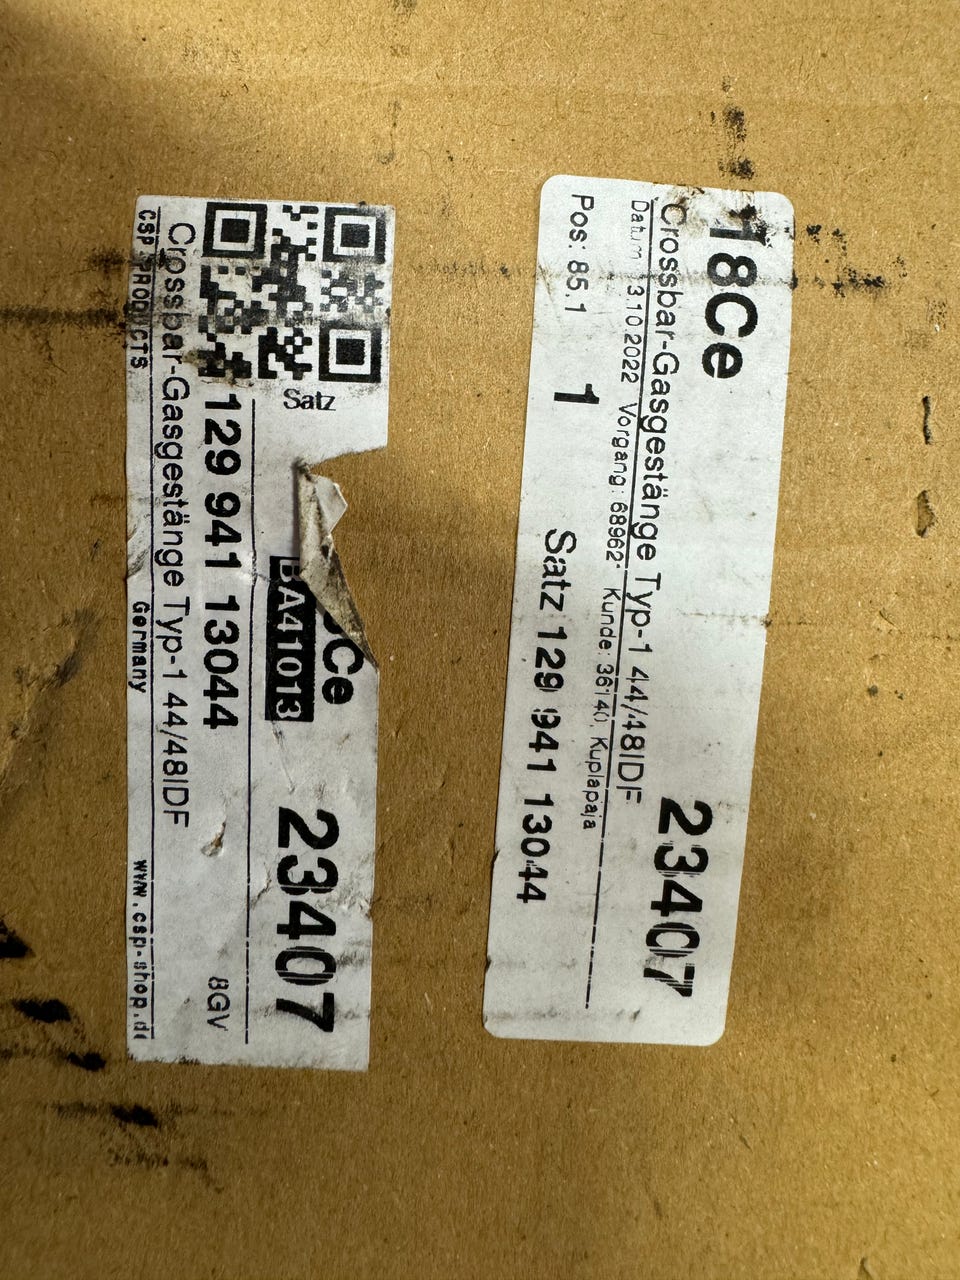 18Ce 23407
Crossbar-Gasgestänge Typ-1 44/48IDF
Datum 13.10.2022 Vorgang: 68962 Kunde: 36140, Kuplapaja
Pos: 85.1 1 Satz 129 941 13044
Ce 23407
BA41013
Satz
129 941 13044 8GV
Crossbar-Gasgestänge Typ-1 44/48IDF
CSP PRODUCTS Germany www.csp-shop.de